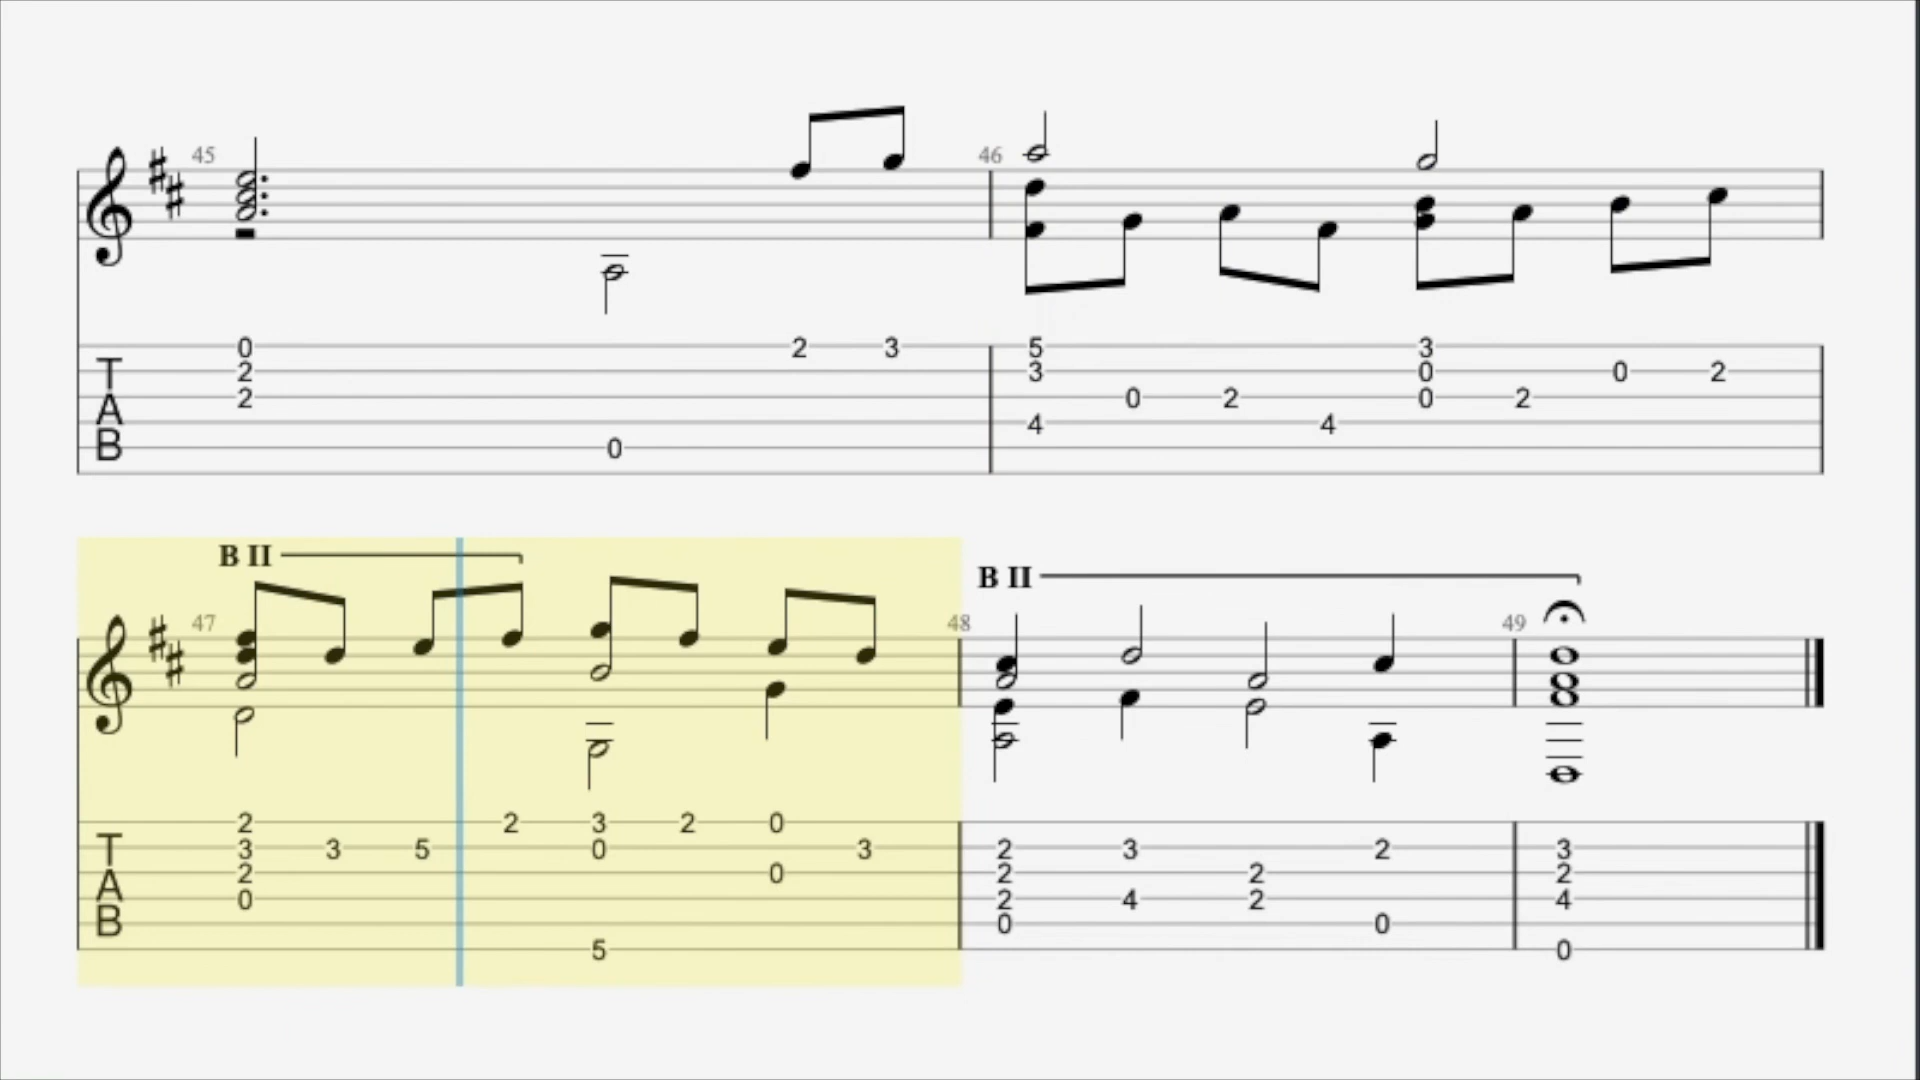 45 46
0 2 3 5 3
T 2 3 0 0 2
A 2 0 2 0 2
4 4
B 0
B II
B II
47 48 49
2 2 3 2 0
T 3 3 5 0 3 2 3 2 3
A 2 0 2 2 2
0 2 4 2 4
B 0 0
5 0